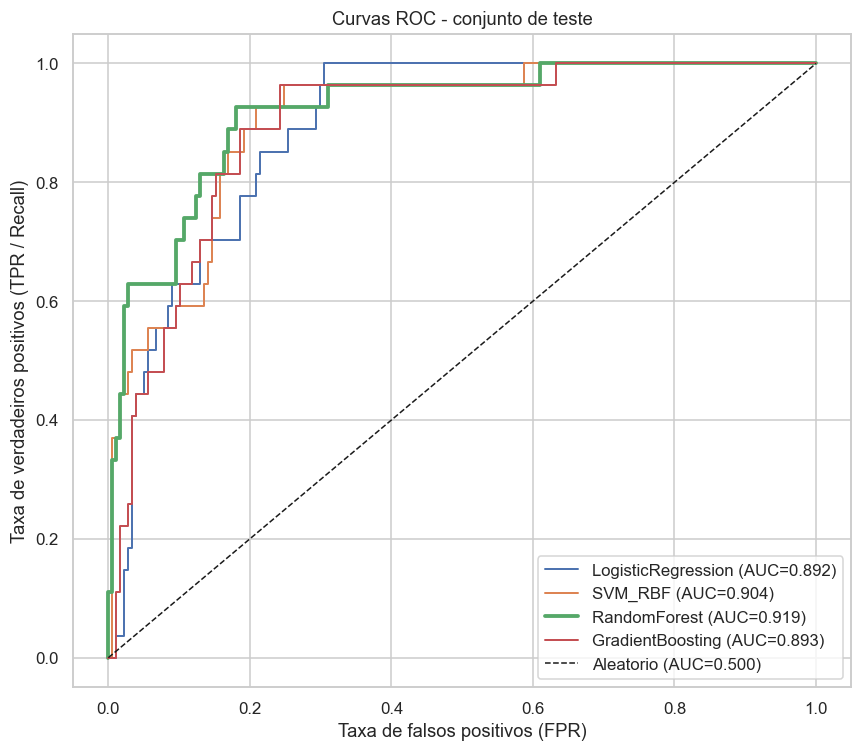 Curvas ROC - conjunto de teste
Taxa de verdadeiros positivos (TPR / Recall)
1.0
0.8
0.6
0.4
0.2
0.0
0.0 0.2 0.4 0.6 0.8 1.0
Taxa de falsos positivos (FPR)
LogisticRegression (AUC=0.892)
SVM_RBF (AUC=0.904)
RandomForest (AUC=0.919)
GradientBoosting (AUC=0.893)
Aleatorio (AUC=0.500)